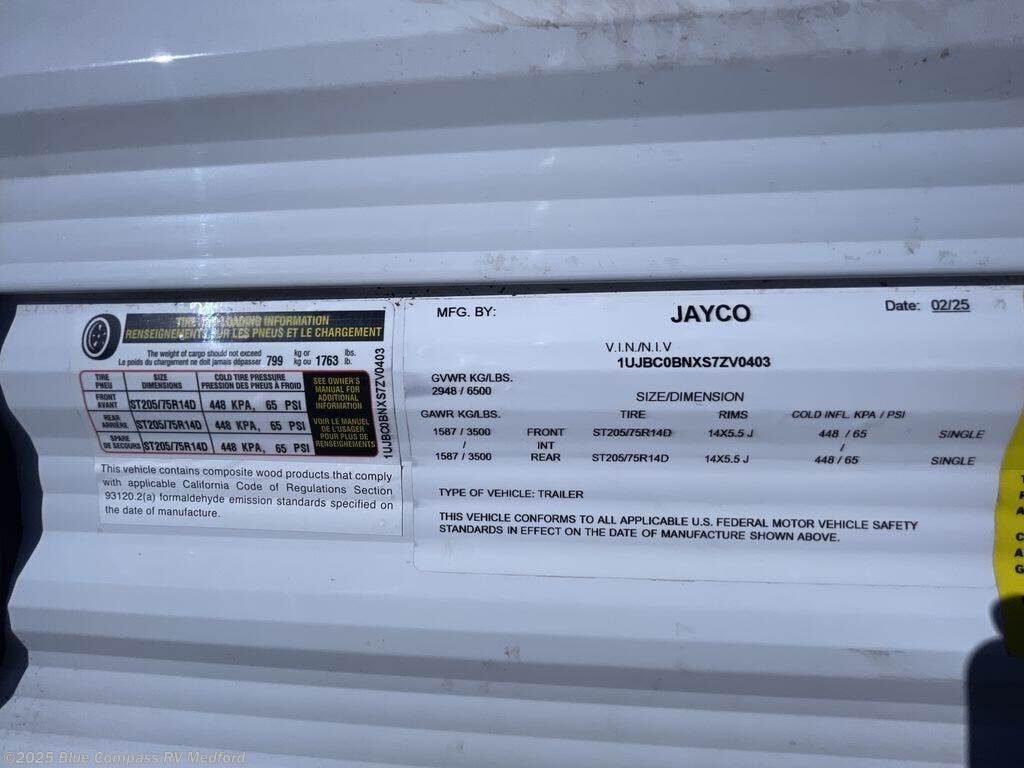 TIRE AND LOADING INFORMATION
RENSEIGNEMENTS SUR LES PNEUS ET LE CHARGEMENT
The weight of cargo should not exceed 799 kg or 1763 lbs.
Le poids du chargement ne doit jamais dépasser kg ou lb.
TIRE PNEU SIZE DIMENSIONS COLD TIRE PRESSURE PRESSION DES PNEUS À FROID
FRONT AVANT ST205/75R14D 448 KPA, 65 PSI
REAR ARRIÈRE ST205/75R14D 448 KPA, 65 PSI
SPARE DE SECOURS ST205/75R14D 448 KPA, 65 PSI
SEE OWNER'S
MANUAL FOR
ADDITIONAL
INFORMATION
VOIR LE MANUEL
DE L'USAGER
POUR PLUS DE
RENSEIGNEMENTS
1UJBC0BNXS7ZV0403
This vehicle contains composite wood products that comply
with applicable California Code of Regulations Section
93120.2(a) formaldehyde emission standards specified on
the date of manufacture.
MFG. BY: JAYCO Date: 02/25
V.I.N./N.I.V
1UJBC0BNXS7ZV0403
GVWR KG/LBS.
2948 / 6500
SIZE/DIMENSION
GAWR KG/LBS. TIRE RIMS COLD INFL. KPA / PSI
1587 / 3500 FRONT ST205/75R14D 14X5.5 J 448 / 65 SINGLE
/ INT /
1587 / 3500 REAR ST205/75R14D 14X5.5 J 448 / 65 SINGLE
TYPE OF VEHICLE: TRAILER
THIS VEHICLE CONFORMS TO ALL APPLICABLE U.S. FEDERAL MOTOR VEHICLE SAFETY
STANDARDS IN EFFECT ON THE DATE OF MANUFACTURE SHOWN ABOVE.
©2025 Blue Compass RV Medford